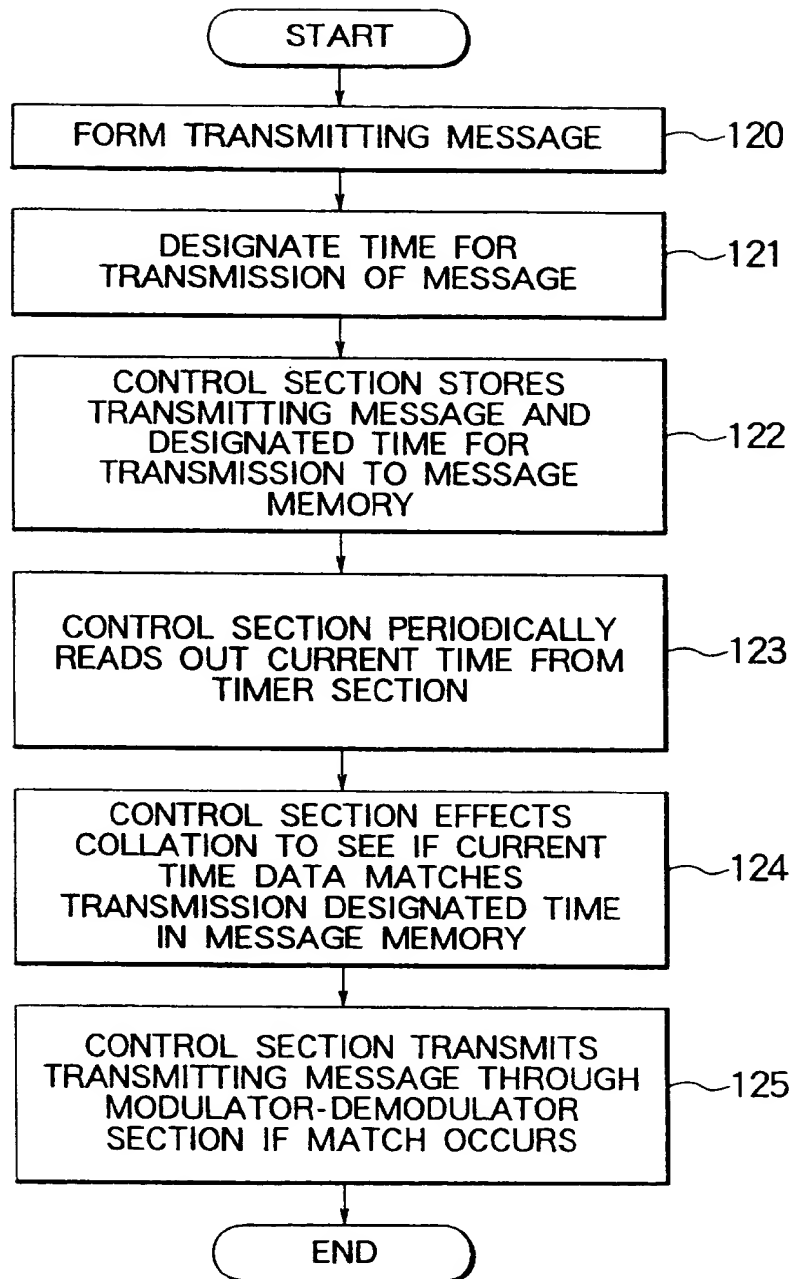 START
FORM TRANSMITTING MESSAGE
120
DESIGNATE TIME FOR
TRANSMISSION OF MESSAGE
121
CONTROL SECTION STORES
TRANSMITTING MESSAGE AND
DESIGNATED TIME FOR
TRANSMISSION TO MESSAGE
MEMORY
122
CONTROL SECTION PERIODICALLY
READS OUT CURRENT TIME FROM
TIMER SECTION
123
CONTROL SECTION EFFECTS
COLLATION TO SEE IF CURRENT
TIME DATA MATCHES
TRANSMISSION DESIGNATED TIME
IN MESSAGE MEMORY
124
CONTROL SECTION TRANSMITS
TRANSMITTING MESSAGE THROUGH
MODULATOR-DEMODULATOR
SECTION IF MATCH OCCURS
125
END